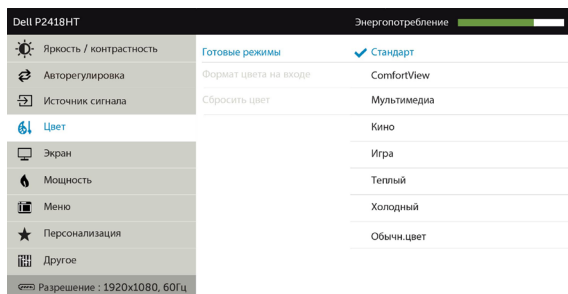 Dell P2418HT
Энергопотребление
Яркость / контрастность
Готовые режимы
Стандарт
Авторегулировка
Формат цвета на входе
ComfortView
Источник сигнала
Сбросить цвет
Мультимедиа
Цвет
Кино
Экран
Игра
Мощность
Теплый
Меню
Холодный
Персонализация
Обычн.цвет
Другое
Разрешение : 1920x1080, 60Гц